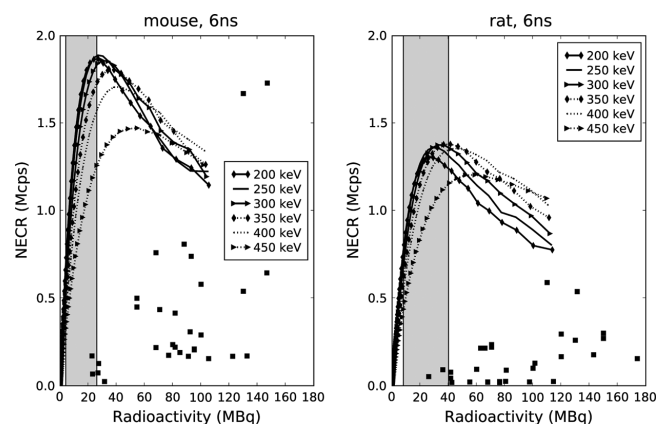 mouse, 6ns
NECR (Mcps)
2.0
1.5
1.0
0.5
0.0
200 keV
250 keV
300 keV
350 keV
400 keV
450 keV
0 20 40 60 80 100 120 140 160 180
Radioactivity (MBq)
rat, 6ns
NECR (Mcps)
2.0
1.5
1.0
0.5
0.0
200 keV
250 keV
300 keV
350 keV
400 keV
450 keV
0 20 40 60 80 100 120 140 160 180
Radioactivity (MBq)